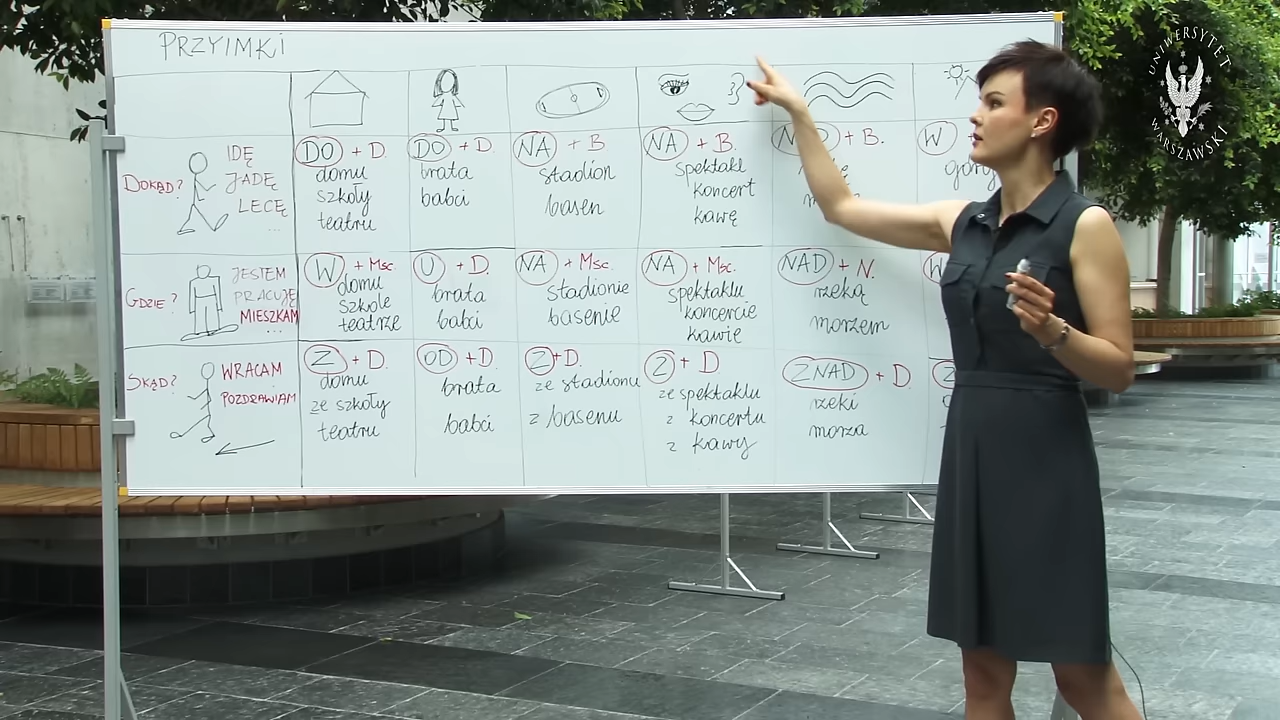 PRZYIMKI
DOKĄD?
IDĘ
JADĘ
LECĘ
...
DO + D.
domu
szkoły
teatru
DO + D.
brata
babci
NA + B
stadion
basen
NA + B.
spektakl
koncert
kawę
+ B.
W
góry
GDZIE?
JESTEM
PRACUJĘ
MIESZKAM
...
W + Msc.
domu
szkole
teatrze
U + D.
brata
babci
NA + Msc.
stadionie
basenie
NA + Msc.
spektaklu
koncercie
kawie
NAD + N.
rzeką
morzem
W
SKĄD?
WRACAM
POZDRAWIAM
Z + D.
domu
ze szkoły
teatru
OD + D.
brata
babci
Z + D.
ze stadionu
z basenu
Z + D
ze spektaklu
z koncertu
z kawy
ZNAD + D
rzeki
morza
Z
UNIWERSYTET
WARSZAWSKI